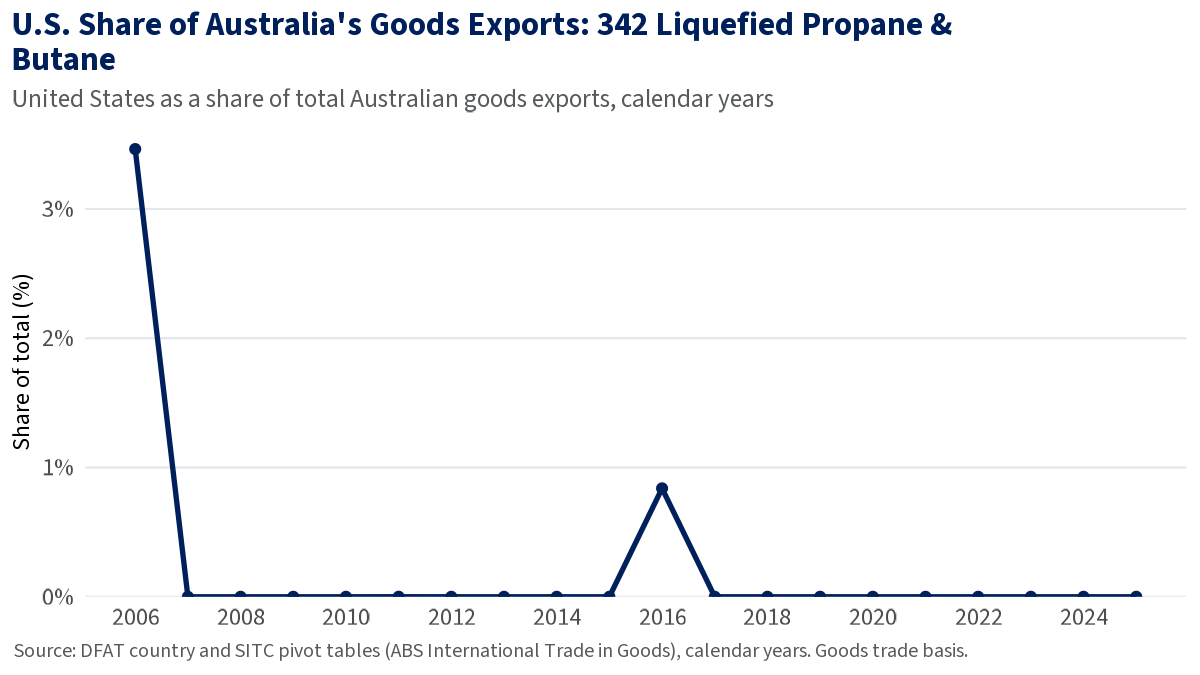 U.S. Share of Australia's Goods Exports: 342 Liquefied Propane &
Butane
United States as a share of total Australian goods exports, calendar years
Share of total (%)
3%
2%
1%
0%
2006 2008 2010 2012 2014 2016 2018 2020 2022 2024
Source: DFAT country and SITC pivot tables (ABS International Trade in Goods), calendar years. Goods trade basis.